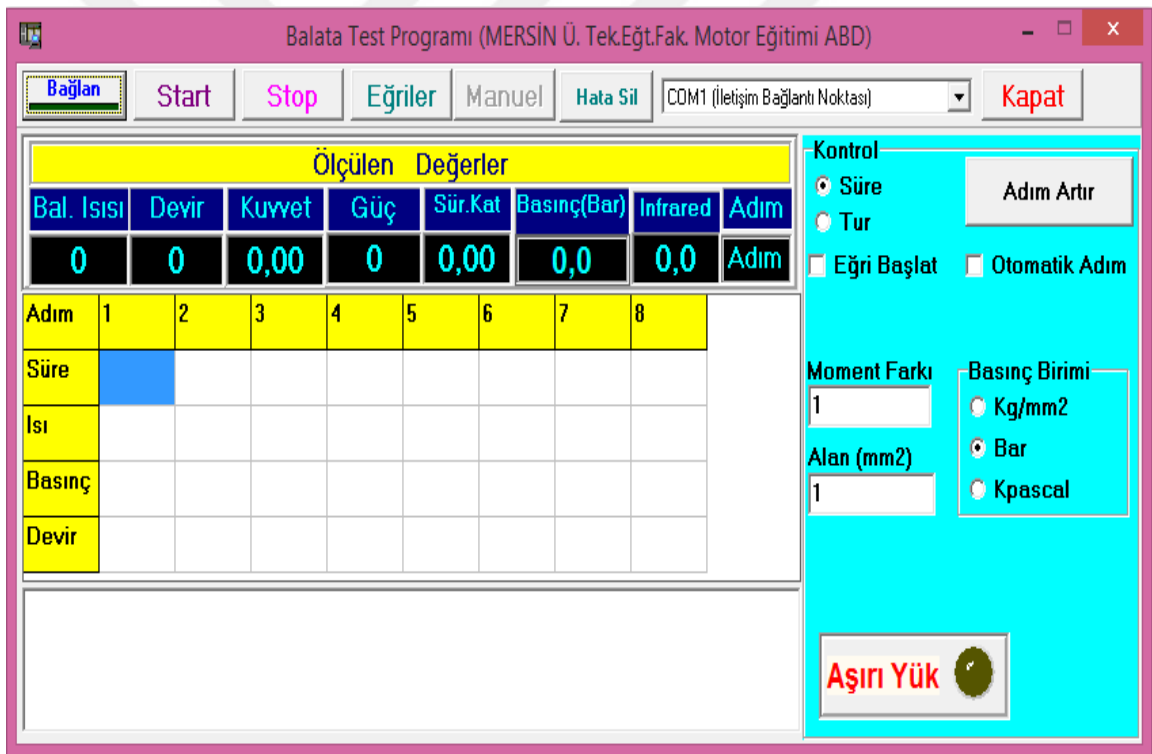 Balata Test Programı (MERSİN Ü. Tek.Eğt.Fak. Motor Eğitimi ABD)
Bağlan Start Stop Eğriler Manuel Hata Sil COM1 (İletişim Bağlantı Noktası) Kapat
Ölçülen Değerler
Bal. Isısı Devir Kuvvet Güç Sür.Kat Basınç(Bar) Infrared Adım
0 0 0,00 0 0,00 0,0 0,0 Adım
Adım 1 2 3 4 5 6 7 8
Süre
Isı
Basınç
Devir
Kontrol
Süre
Tur
Adım Artır
Eğri Başlat Otomatik Adım
Moment Farkı
1
Alan (mm2)
1
Basınç Birimi
Kg/mm2
Bar
Kpascal
Aşırı Yük